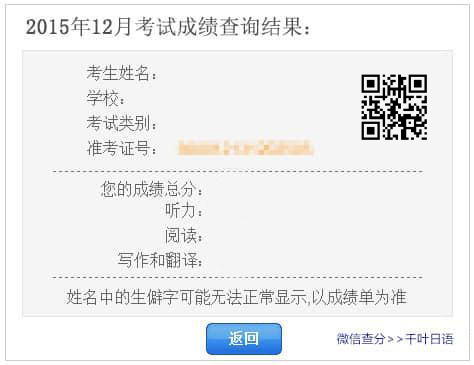 2015年12月考试成绩查询结果：
考生姓名：
学校：
考试类别：
准考证号：
您的成绩总分：
听力：
阅读：
写作和翻译：
姓名中的生僻字可能无法正常显示,以成绩单为准
返回
微信查分>>千叶日语